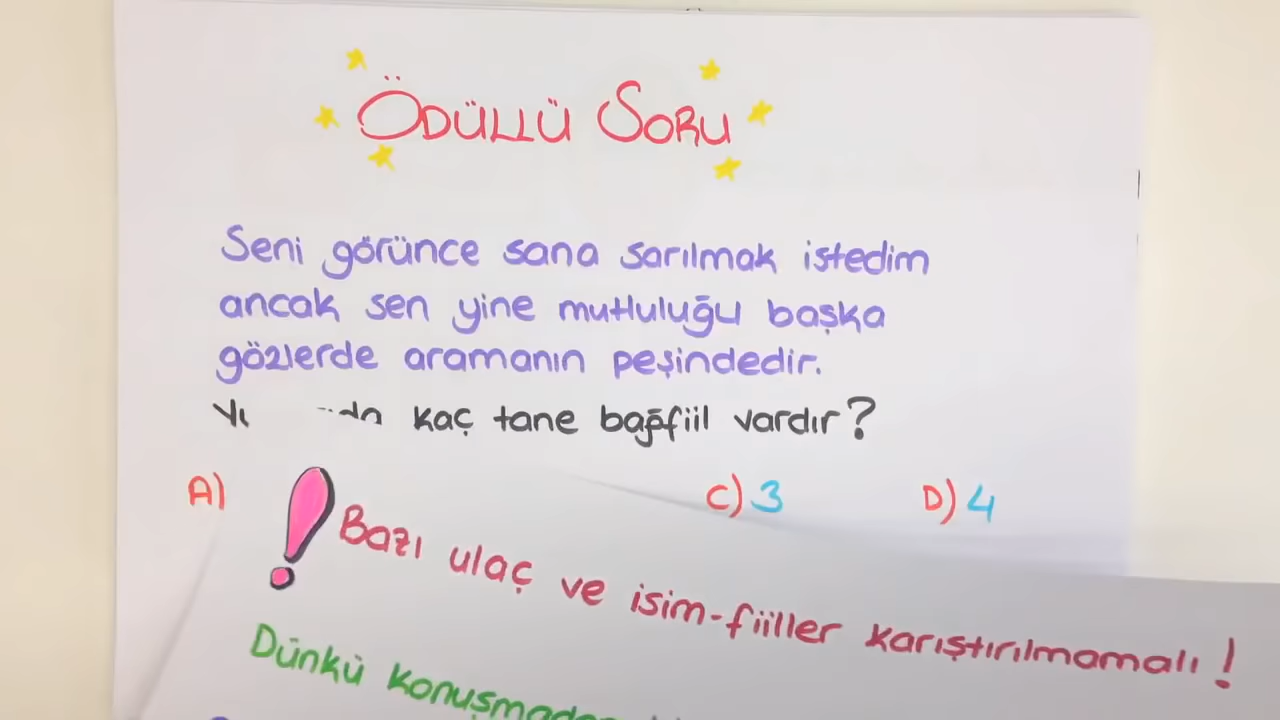 ÖDÜLLÜ SORU
Seni görünce sana sarılmak istedim
ancak sen yine mutluluğu başka
gözlerde aramanın peşindedir.
kaç tane bağfiil vardır?
A) C) 3 D) 4
Bazı ulaç ve isim-fiiller karıştırılmamalı!
Dünkü